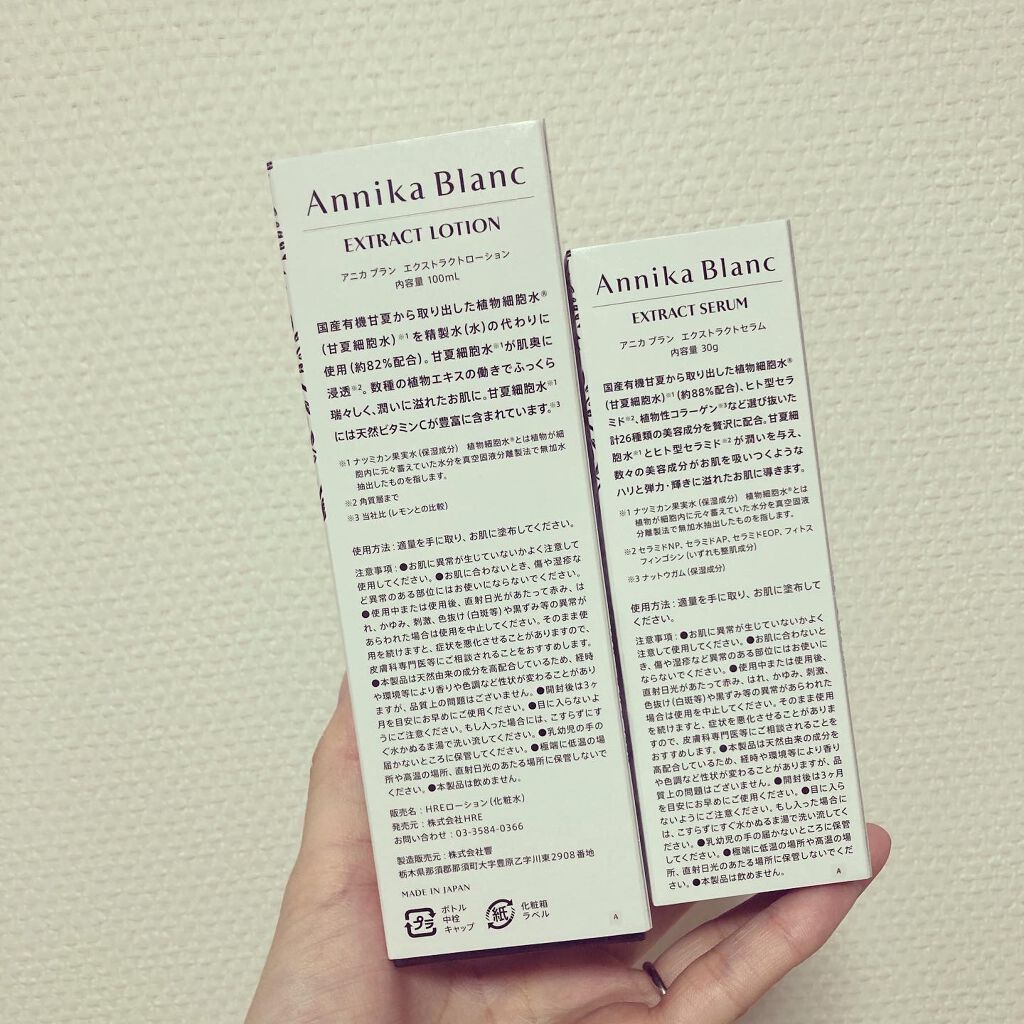 Annika Blanc
EXTRACT LOTION
アニカ ブラン エクストラクトローション
内容量 100mL
国産有機甘夏から取り出した植物細胞水®
(甘夏細胞水)※1 を精製水(水)の代わりに
使用(約82%配合)。甘夏細胞水※1が肌奥に
浸透※2。数種の植物エキスの働きでふっくら
瑞々しく、潤いに溢れたお肌に。甘夏細胞水※1
には天然ビタミンCが豊富に含まれています。※3
※1 ナツミカン果実水(保湿成分) 植物細胞水®とは植物が細
胞内に元々蓄えていた水分を真空固液分離製法で無加水
抽出したものを指します。
※2 角質層まで
※3 当社比(レモンとの比較)
使用方法:適量を手に取り、お肌に塗布してください。
注意事項:●お肌に異常が生じていないかよく注意して
使用してください。●お肌に合わないとき、傷や湿疹な
ど異常のある部位にはお使いにならないでください。
●使用中または使用後、直射日光があたって赤み、は
れ、かゆみ、刺激、色抜け(白斑等)や黒ずみ等の異常が
あらわれた場合は使用を中止してください。そのまま使
用を続けますと、症状を悪化させることがありますので、
皮膚科専門医等にご相談されることをおすすめします。
●本製品は天然由来の成分を高配合しているため、経時
や環境等により香りや色調など性状が変わることがあり
ますが、品質上の問題はございません。●開封後は3ヶ
月を目安にお早めにご使用ください。●目に入らないよ
うにご注意ください。もし入った場合には、こすらずにす
ぐ水かぬるま湯で洗い流してください。●乳幼児の手の
届かないところに保管してください。●極端に低温の場
所や高温の場所、直射日光のあたる場所に保管しないで
ください。●本製品は飲めません。
販売名:HREローション(化粧水)
発売元:株式会社HRE
お問い合わせ:03-3584-0366
製造販売元:株式会社響
栃木県那須郡那須町大字豊原乙字川東2908番地
MADE IN JAPAN
プラ
ボトル
中栓
キャップ
紙
化粧箱
ラベル
A
Annika Blanc
EXTRACT SERUM
アニカ ブラン エクストラクトセラム
内容量 30g
国産有機甘夏から取り出した植物細胞水®
(甘夏細胞水)※1(約88%配合)、ヒト型セラ
ミド※2、植物性コラーゲン※3など選び抜いた
計26種類の美容成分を贅沢に配合。甘夏細
胞水※1とヒト型セラミド※2が潤いを与え、
数々の美容成分がお肌を吸いつくような
ハリと弾力・輝きに溢れたお肌に導きます。
※1 ナツミカン果実水(保湿成分) 植物細胞水®とは
植物が細胞内に元々蓄えていた水分を真空固液
分離製法で無加水抽出したものを指します。
※2 セラミドNP、セラミドAP、セラミドEOP、フィトス
フィンゴシン(いずれも整肌成分)
※3 ナットウガム(保湿成分)
使用方法:適量を手に取り、お肌に塗布して
ください。
注意事項:●お肌に異常が生じていないかよく
注意して使用してください。●お肌に合わないと
き、傷や湿疹など異常のある部位にはお使いに
ならないでください。●使用中または使用後、
直射日光があたって赤み、はれ、かゆみ、刺激、
色抜け(白斑等)や黒ずみ等の異常があらわれた
場合は使用を中止してください。そのまま使用
を続けますと、症状を悪化させることがありま
すので、皮膚科専門医等にご相談されることを
おすすめします。●本製品は天然由来の成分を
高配合しているため、経時や環境等により香り
や色調など性状が変わることがありますが、品
質上の問題はございません。●開封後は3ヶ月
を目安にお早めにご使用ください。●目に入ら
ないようにご注意ください。もし入った場合に
は、こすらずにすぐ水かぬるま湯で洗い流してく
ださい。●乳幼児の手の届かないところに保管
してください。●極端に低温の場所や高温の場
所、直射日光のあたる場所に保管しないでくだ
さい。●本製品は飲めません。
A